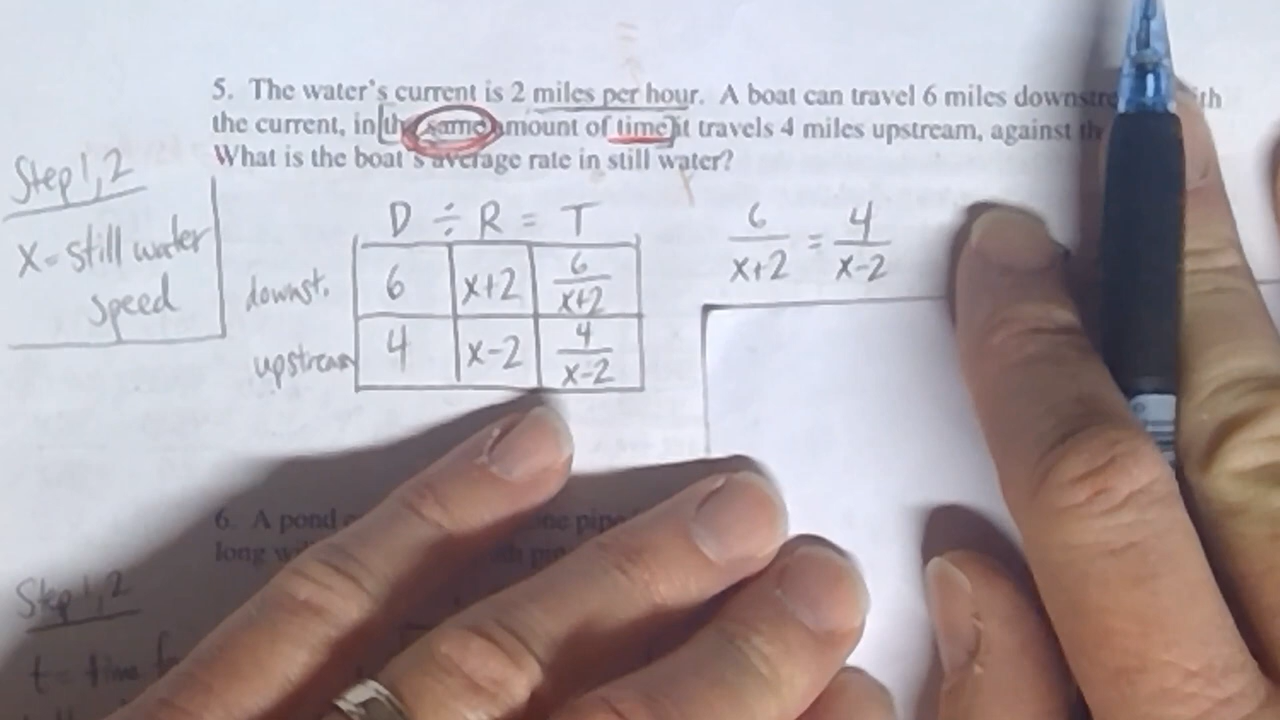 5. The water's current is 2 miles per hour. A boat can travel 6 miles
the current, in the same amount of time it travels 4 miles upstream, against
What is the boat's average rate in still water?
Step 1, 2
x = still water
speed
D ÷ R = T
downst. 6 x+2 6/x+2
upstream 4 x-2 4/x-2
6/x+2 = 4/x-2
6. A pond
long
Step 1, 2
t = time